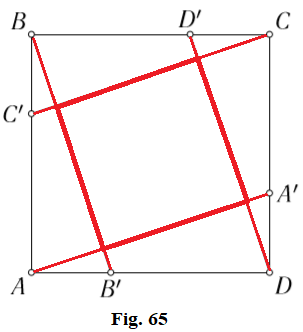 B D′ C
C′
A′
A B′ D
Fig. 65